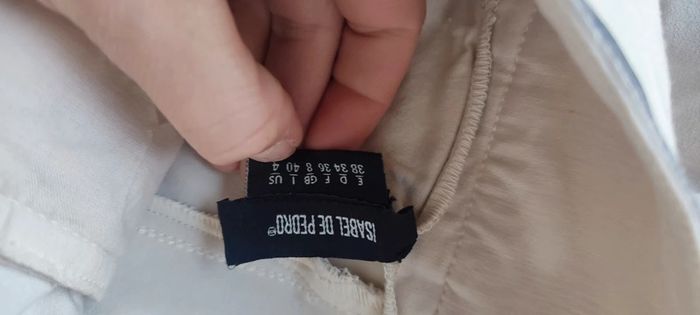 ISABEL DE PEDRO®
E D F GB I US
38 34 36 8 40 4